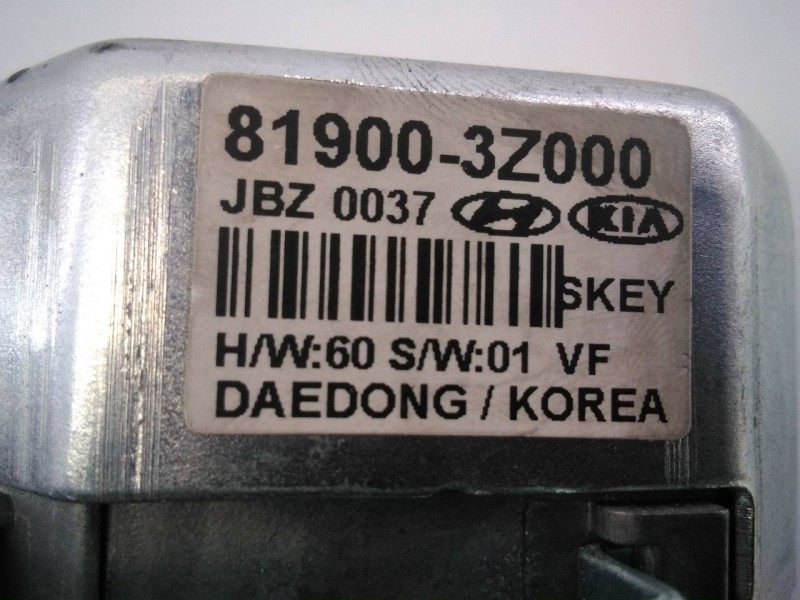 81900-3Z000
JBZ 0037 KIA
SKEY
H/W:60 S/W:01 VF
DAEDONG / KOREA